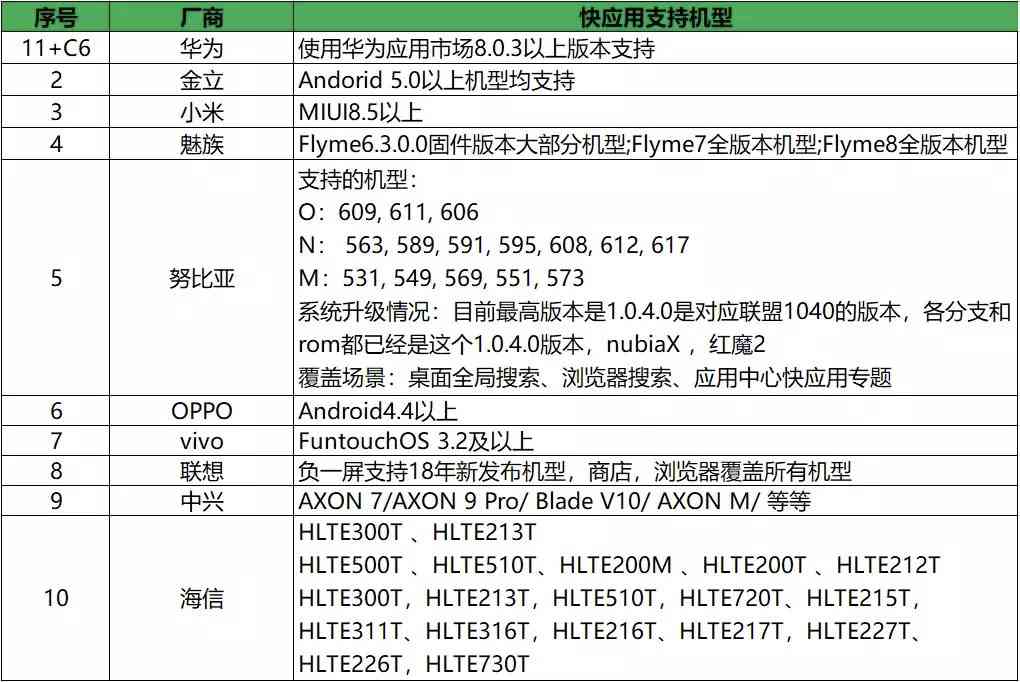 序号 厂商 快应用支持机型
11+C6 华为 使用华为应用市场8.0.3以上版本支持
2 金立 Andorid 5.0以上机型均支持
3 小米 MIUI8.5以上
4 魅族 Flyme6.3.0.0固件版本大部分机型;Flyme7全版本机型;Flyme8全版本机型
5 努比亚 支持的机型：
O：609, 611, 606
N： 563, 589, 591, 595, 608, 612, 617
M：531, 549, 569, 551, 573
系统升级情况：目前最高版本是1.0.4.0是对应联盟1040的版本，各分支和
rom都已经是这个1.0.4.0版本，nubiaX ，红魔2
覆盖场景：桌面全局搜索、浏览器搜索、应用中心快应用专题
6 OPPO Android4.4以上
7 vivo FuntouchOS 3.2及以上
8 联想 负一屏支持18年新发布机型，商店，浏览器覆盖所有机型
9 中兴 AXON 7/AXON 9 Pro/ Blade V10/ AXON M/ 等等
10 海信 HLTE300T 、HLTE213T
HLTE500T 、HLTE510T、HLTE200M 、HLTE200T 、HLTE212T
HLTE300T，HLTE213T，HLTE510T，HLTE720T、HLTE215T，
HLTE311T、HLTE316T，HLTE216T、HLTE217T，HLTE227T、
HLTE226T，HLTE730T